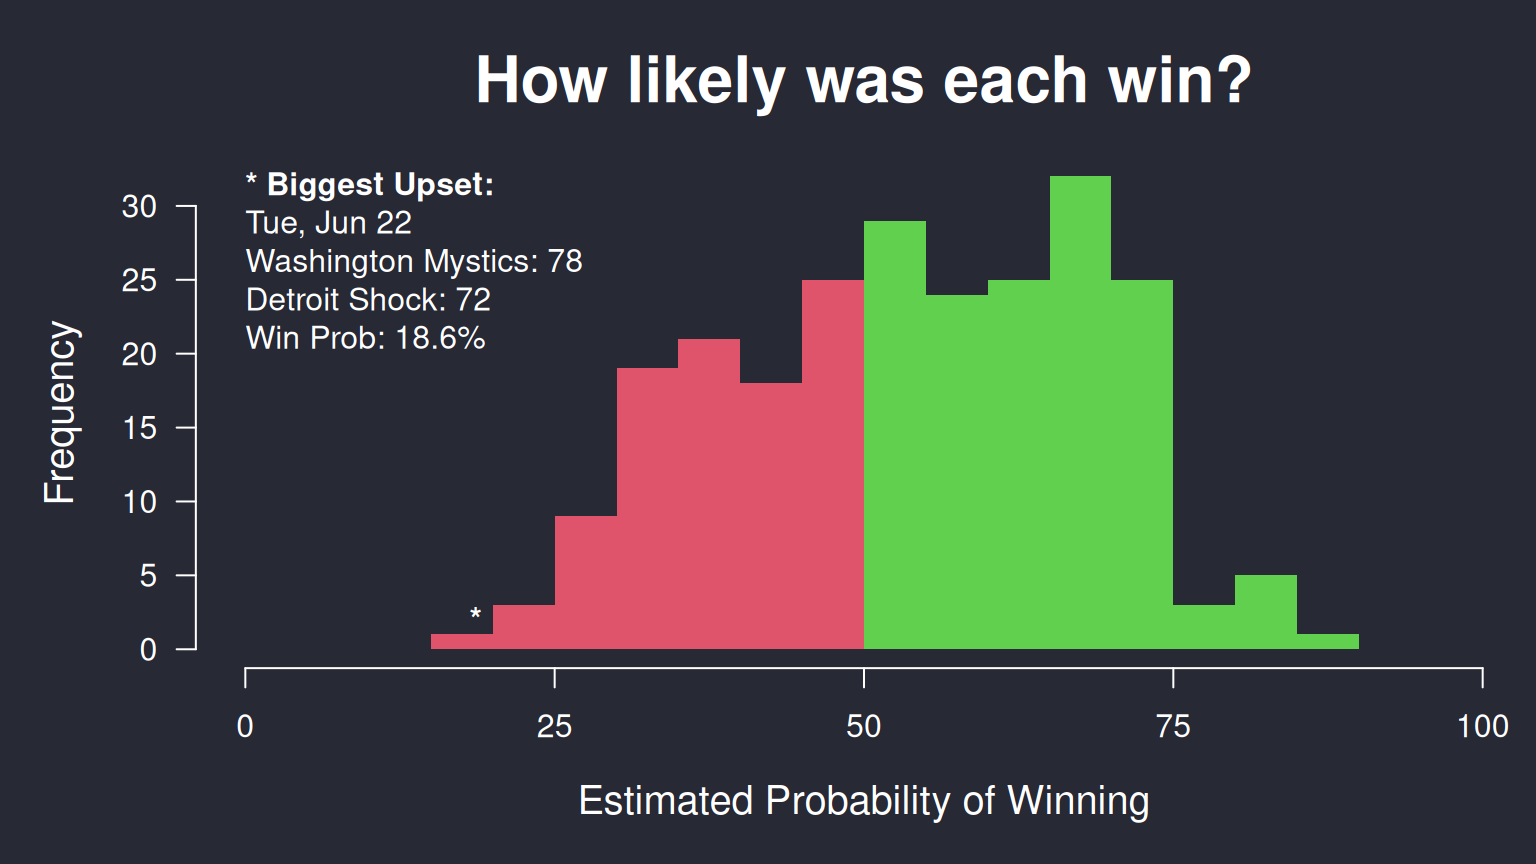 How likely was each win?
* Biggest Upset:
Tue, Jun 22
Washington Mystics: 78
Detroit Shock: 72
Win Prob: 18.6%
Frequency
30
25
20
15
10
5
0
*
0 25 50 75 100
Estimated Probability of Winning